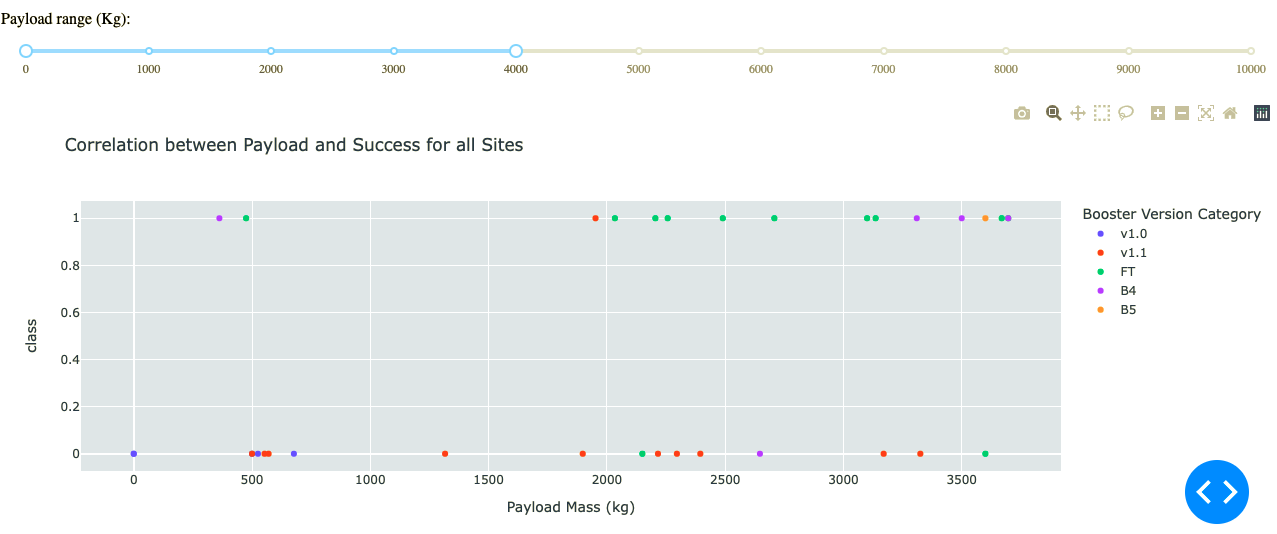 Payload range (Kg):
0 1000 2000 3000 4000 5000 6000 7000 8000 9000 10000
Correlation between Payload and Success for all Sites
1
0.8
0.6
0.4
0.2
0
class
0 500 1000 1500 2000 2500 3000 3500
Payload Mass (kg)
Booster Version Category
v1.0
v1.1
FT
B4
B5